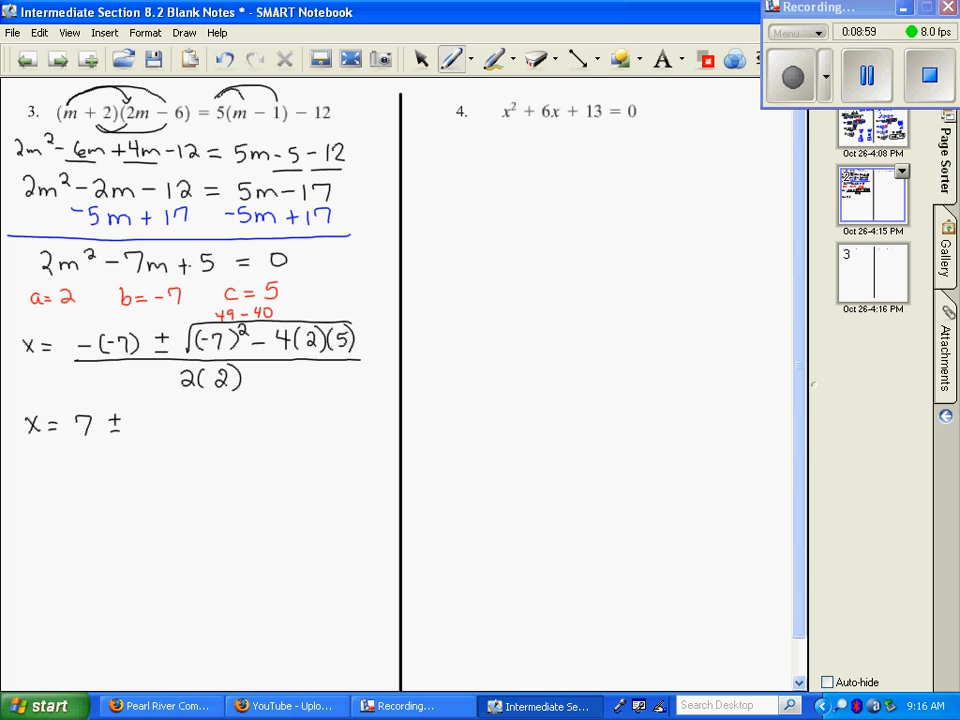 Intermediate Section 8.2 Blank Notes * - SMART Notebook
Recording...
File Edit View Insert Format Draw Help
Menu
0:08:59
8.0 fps
3. (m + 2)(2m − 6) = 5(m − 1) − 12
2m² - 6m + 4m - 12 = 5m - 5 - 12
2m² - 2m - 12 = 5m - 17
-5m + 17 -5m + 17
2m² - 7m + 5 = 0
a = 2 b = -7 c = 5
49 - 40
x = -(-7) ± √(-7)² - 4(2)(5)
2(2)
x = 7 ±
4. x² + 6x + 13 = 0
Oct 26-4:08 PM
2
Oct 26-4:15 PM
3
Oct 26-4:16 PM
Page Sorter
Gallery
Attachments
Auto-hide
start
Pearl River Com...
YouTube - Uplo...
Recording...
Intermediate Se...
Search Desktop
9:16 AM